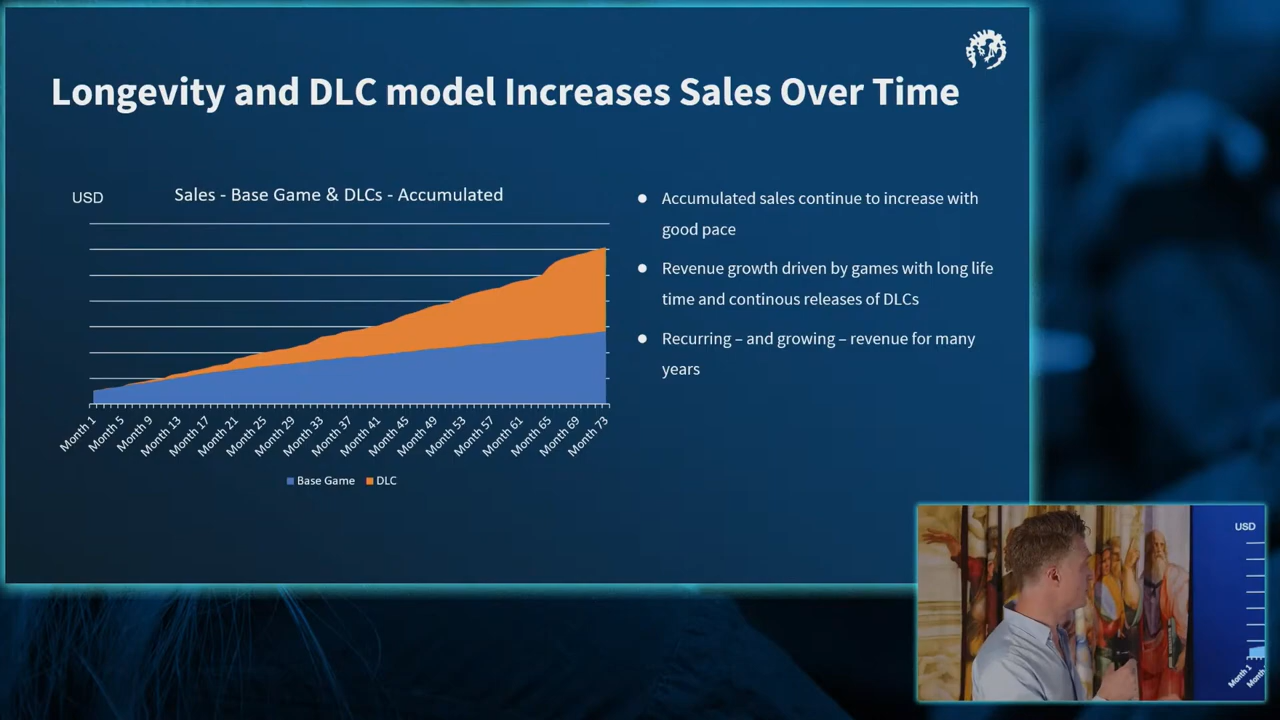 Longevity and DLC model Increases Sales Over Time
USD
Sales - Base Game & DLCs - Accumulated
Month 1
Month 5
Month 9
Month 13
Month 17
Month 21
Month 25
Month 29
Month 33
Month 37
Month 41
Month 45
Month 49
Month 53
Month 57
Month 61
Month 65
Month 69
Month 73
Base Game
DLC
Accumulated sales continue to increase with
good pace
Revenue growth driven by games with long life
time and continous releases of DLCs
Recurring – and growing – revenue for many
years
USD
Month 1
Month